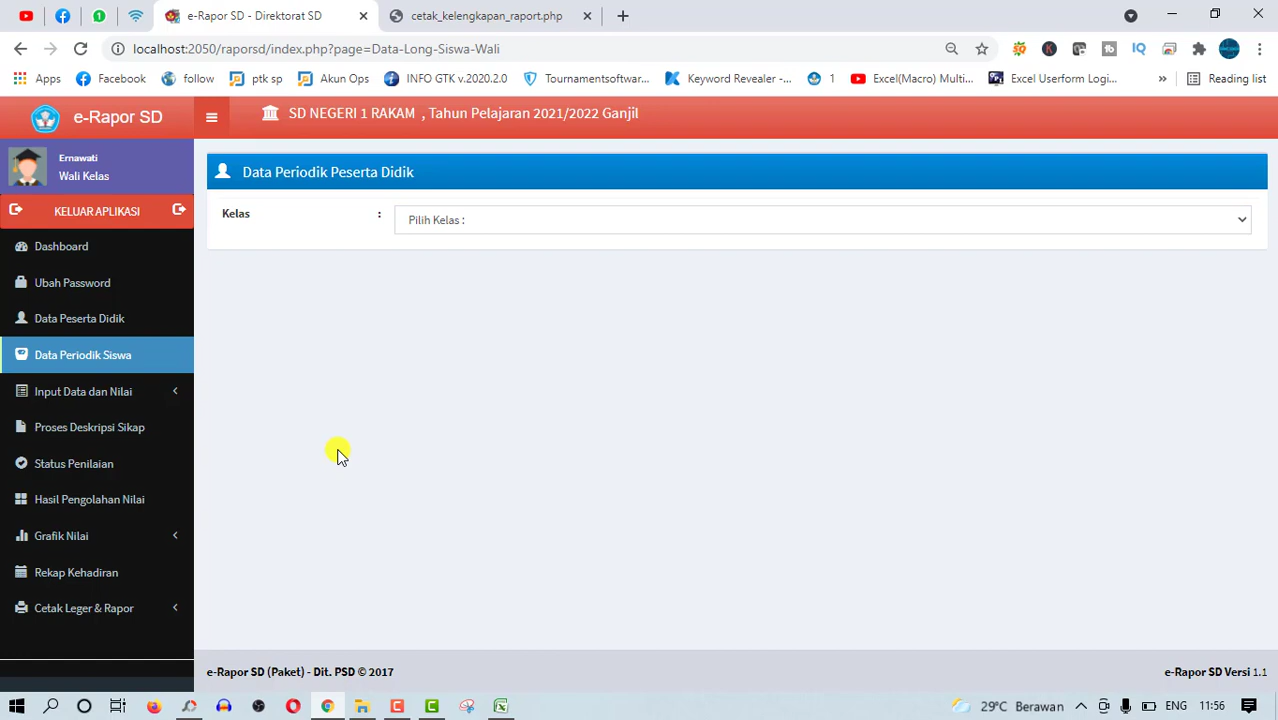 e-Rapor SD - Direktorat SD
cetak_kelengkapan_raport.php
localhost:2050/raporsd/index.php?page=Data-Long-Siswa-Wali
Apps Facebook follow ptk sp Akun Ops INFO GTK v.2020.2.0 Tournamentsoftwar... Keyword Revealer -... 1 Excel(Macro) Multi... Excel Userform Logi... » Reading list
e-Rapor SD
SD NEGERI 1 RAKAM , Tahun Pelajaran 2021/2022 Ganjil
Ernawati
Wali Kelas
KELUAR APLIKASI
Dashboard
Ubah Password
Data Peserta Didik
Data Periodik Siswa
Input Data dan Nilai
Proses Deskripsi Sikap
Status Penilaian
Hasil Pengolahan Nilai
Grafik Nilai
Rekap Kehadiran
Cetak Leger & Rapor
Data Periodik Peserta Didik
Kelas : Pilih Kelas :
e-Rapor SD (Paket) - Dit. PSD © 2017
e-Rapor SD Versi 1.1
29°C Berawan ENG 11:56